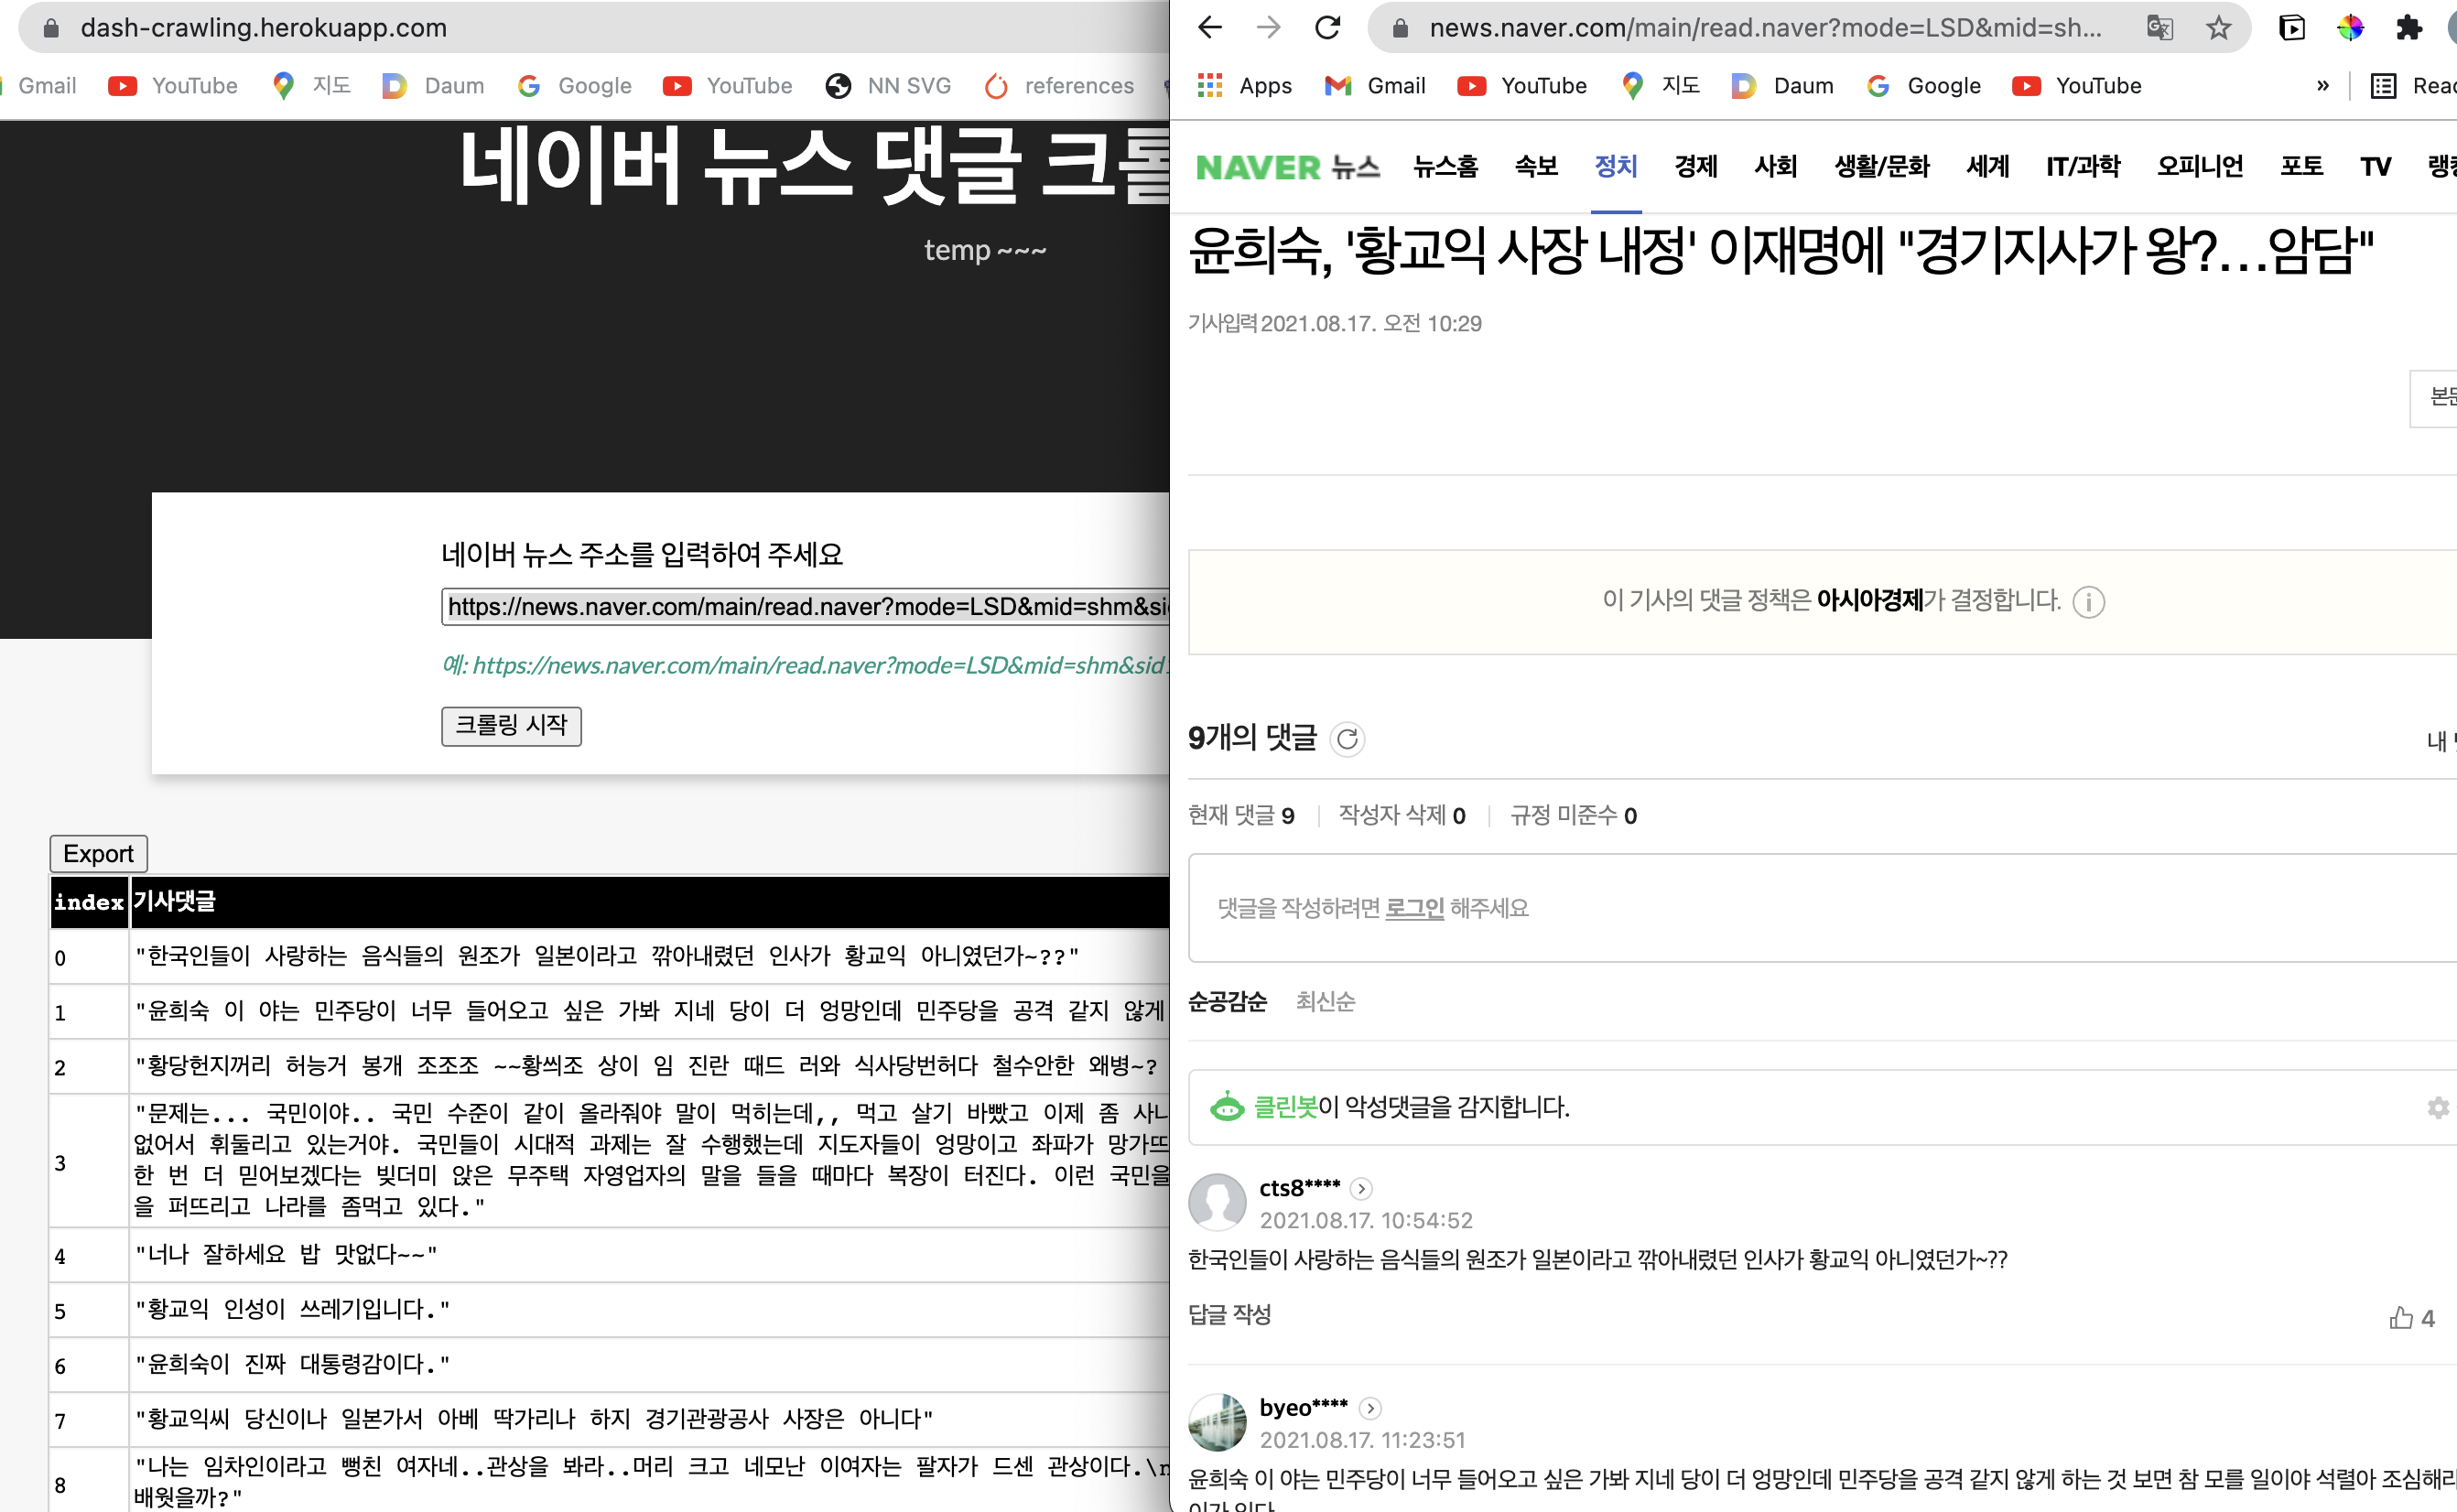 dash-crawling.herokuapp.com
Gmail YouTube 지도 Daum Google YouTube NN SVG references
네이버 뉴스 댓글 크롤
temp ~~~
네이버 뉴스 주소를 입력하여 주세요
https://news.naver.com/main/read.naver?mode=LSD&mid=shm&si
예: https://news.naver.com/main/read.naver?mode=LSD&mid=shm&sid
크롤링 시작
Export
index 기사댓글
0 "한국인들이 사랑하는 음식들의 원조가 일본이라고 깎아내렸던 인사가 황교익 아니였던가~??"
1 "윤희숙 이 야는 민주당이 너무 들어오고 싶은 가봐 지네 당이 더 엉망인데 민주당을 공격 같지 않게
2 "황당헌지꺼리 허능거 봉개 조조조 ~~황씌조 상이 임 진란 때드 러와 식사당번허다 철수안한 왜병~?
3 "문제는... 국민이야.. 국민 수준이 같이 올라줘야 말이 먹히는데,, 먹고 살기 바빴고 이제 좀 사니
없어서 휘둘리고 있는거야. 국민들이 시대적 과제는 잘 수행했는데 지도자들이 엉망이고 좌파가 망가뜨
한 번 더 믿어보겠다는 빚더미 앉은 무주택 자영업자의 말을 들을 때마다 복장이 터진다. 이런 국민을
을 퍼뜨리고 나라를 좀먹고 있다."
4 "너나 잘하세요 밥 맛없다~~"
5 "황교익 인성이 쓰레기입니다."
6 "윤희숙이 진짜 대통령감이다."
7 "황교익씨 당신이나 일본가서 아베 딱가리나 하지 경기관광공사 사장은 아니다"
8 "나는 임차인이라고 뻥친 여자네..관상을 봐라..머리 크고 네모난 이여자는 팔자가 드센 관상이다.\n
배웟을까?"
news.naver.com/main/read.naver?mode=LSD&mid=sh...
Apps Gmail YouTube 지도 Daum Google YouTube » Read
NAVER 뉴스 뉴스홈 속보 정치 경제 사회 생활/문화 세계 IT/과학 오피니언 포토 TV 랭킹
윤희숙, '황교익 사장 내정' 이재명에 "경기지사가 왕?…암담"
기사입력 2021.08.17. 오전 10:29
본문
이 기사의 댓글 정책은 아시아경제가 결정합니다.
9개의 댓글
내
현재 댓글 9 작성자 삭제 0 규정 미준수 0
댓글을 작성하려면 로그인 해주세요
순공감순 최신순
클린봇이 악성댓글을 감지합니다.
cts8****
2021.08.17. 10:54:52
한국인들이 사랑하는 음식들의 원조가 일본이라고 깎아내렸던 인사가 황교익 아니였던가~??
답글 작성
4
byeo****
2021.08.17. 11:23:51
윤희숙 이 야는 민주당이 너무 들어오고 싶은 가봐 지네 당이 더 엉망인데 민주당을 공격 같지 않게 하는 것 보면 참 모를 일이야 석렬아 조심해라